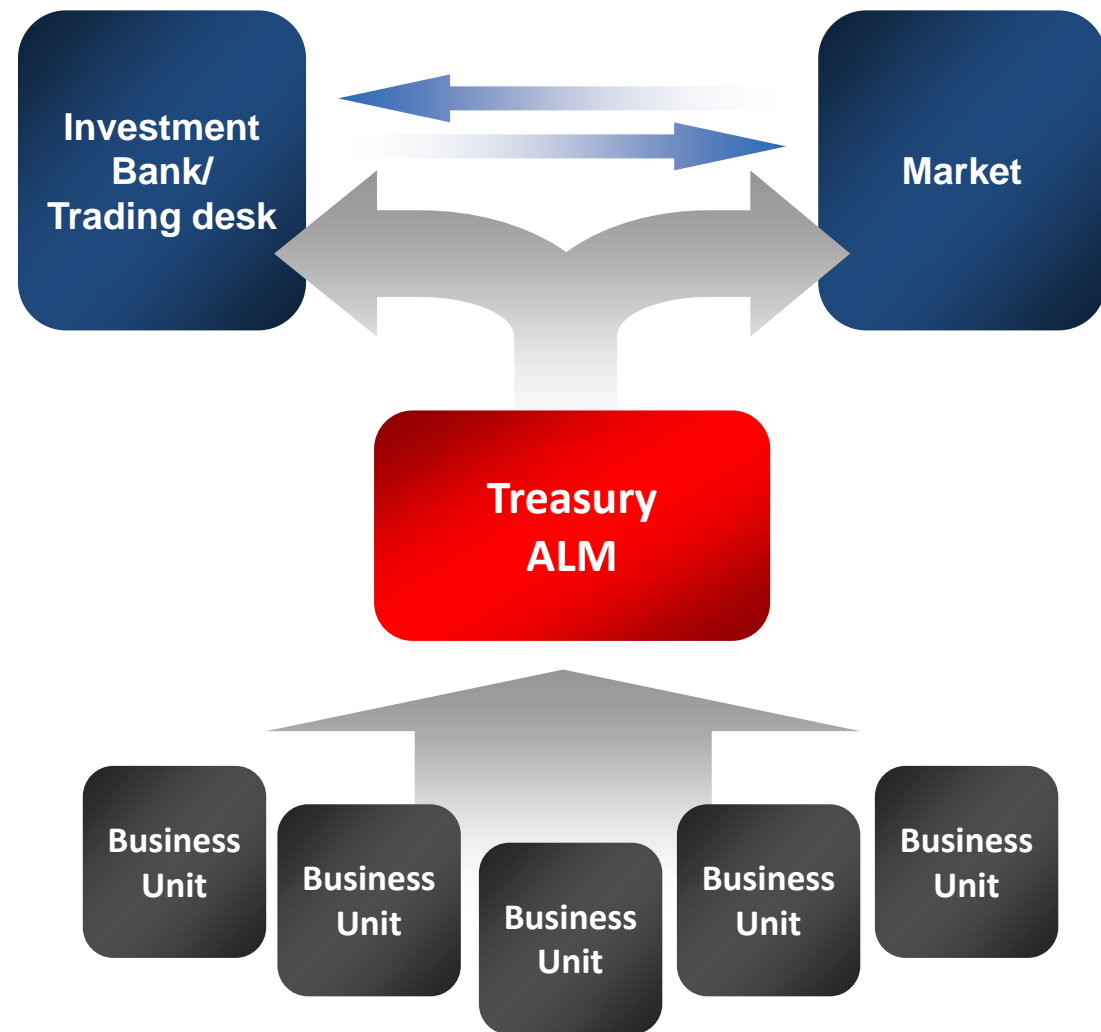 Investment
Bank/
Trading desk
Market
Treasury
ALM
Business
Unit
Business
Unit
Business
Unit
Business
Unit
Business
Unit